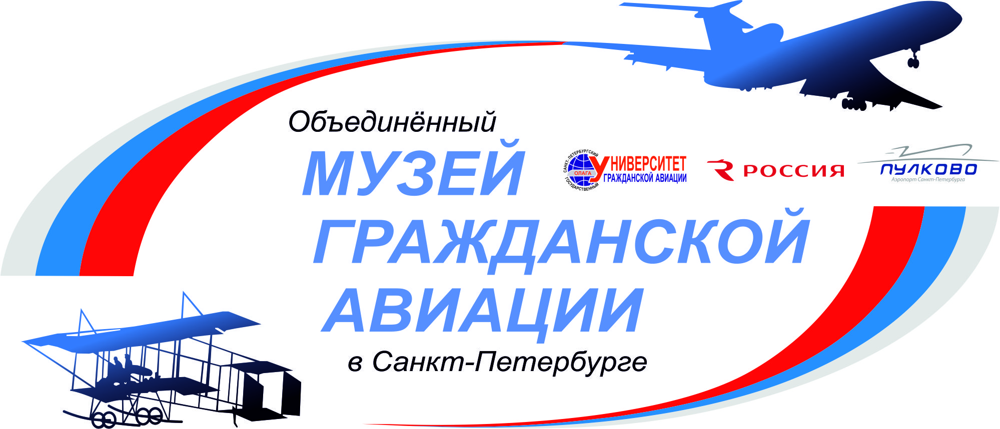 Объединённый
МУЗЕЙ
ГРАЖДАНСКОЙ
АВИАЦИИ
в Санкт-Петербурге
САНКТ-ПЕТЕРБУРГСКИЙ
ГОСУДАРСТВЕННЫЙ
ОЛАГА
УНИВЕРСИТЕТ
ГРАЖДАНСКОЙ АВИАЦИИ
РОССИЯ
ПУЛКОВО
Аэропорт Санкт-Петербурга